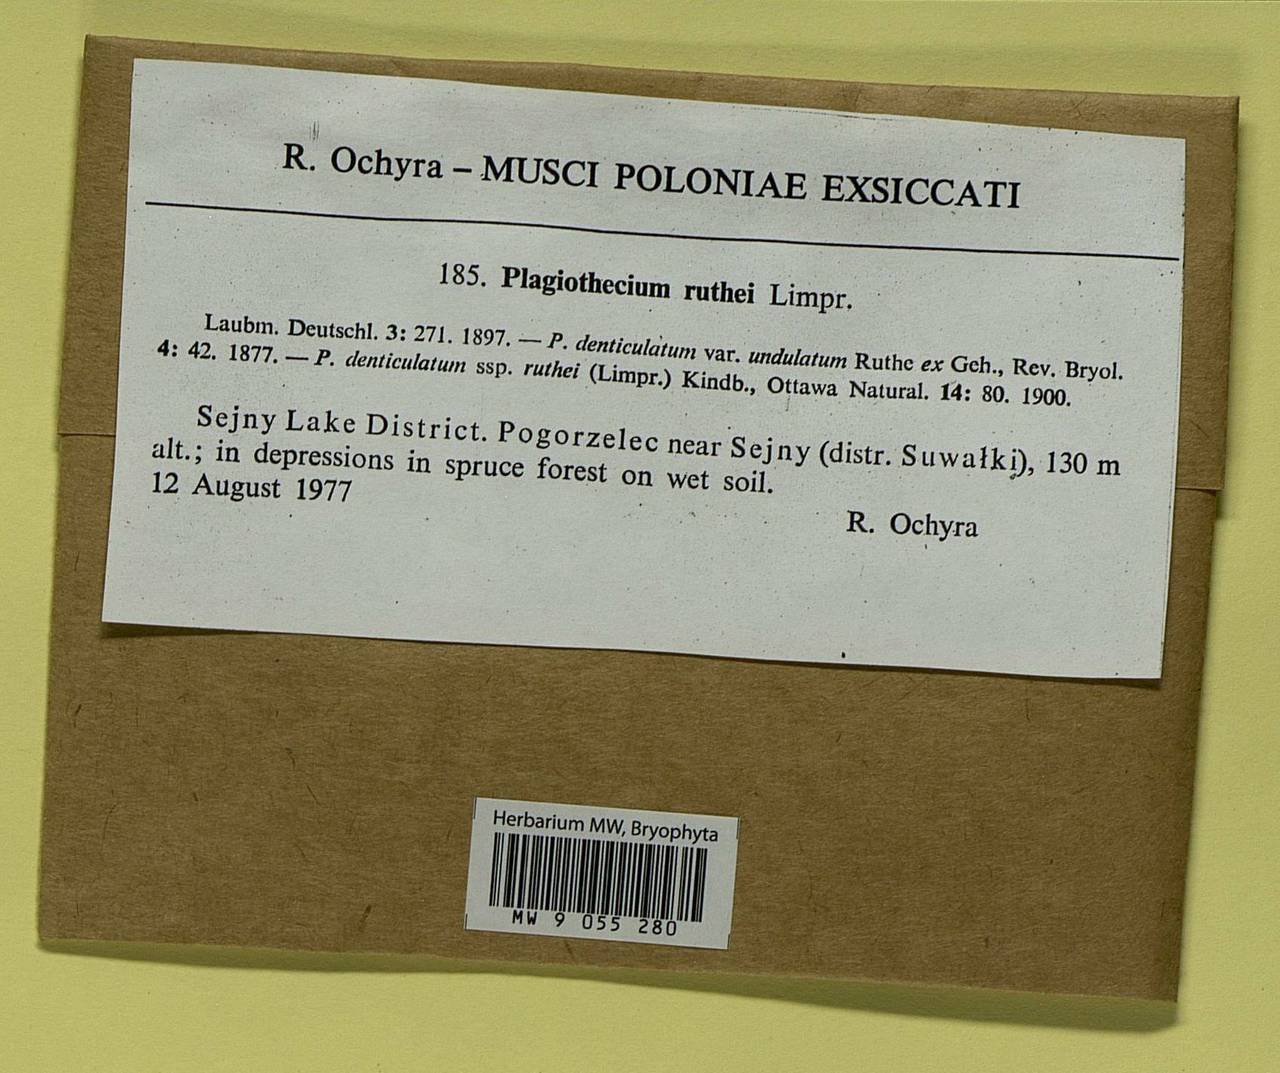 R. Ochyra – MUSCI POLONIAE EXSICCATI
185. Plagiothecium ruthei Limpr.
Laubm. Deutschl. 3: 271. 1897. — P. denticulatum var. undulatum Ruthe ex Geh., Rev. Bryol.
4: 42. 1877. — P. denticulatum ssp. ruthei (Limpr.) Kindb., Ottawa Natural. 14: 80. 1900.
Sejny Lake District. Pogorzelec near Sejny (distr. Suwałki), 130 m
alt.; in depressions in spruce forest on wet soil.
12 August 1977
R. Ochyra
Herbarium MW, Bryophyta
MW 9 055 280